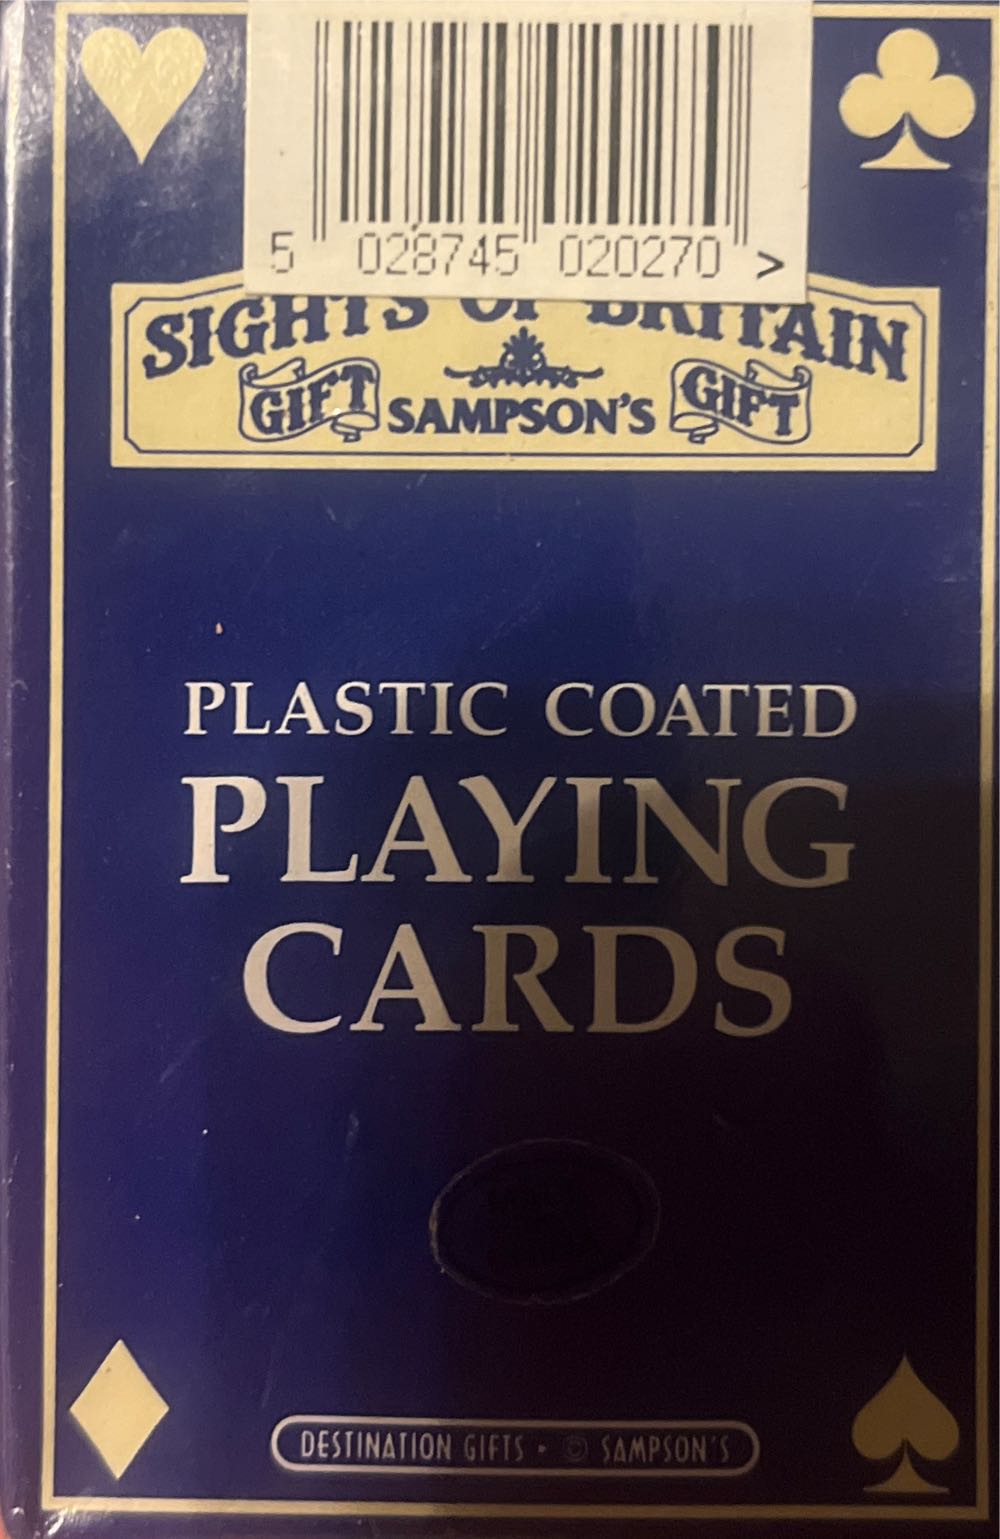 5 028745 020270 >
SIGHTS OF BRITAIN
GIFT SAMPSON'S GIFT
PLASTIC COATED
PLAYING
CARDS
DESTINATION GIFTS • © SAMPSON'S